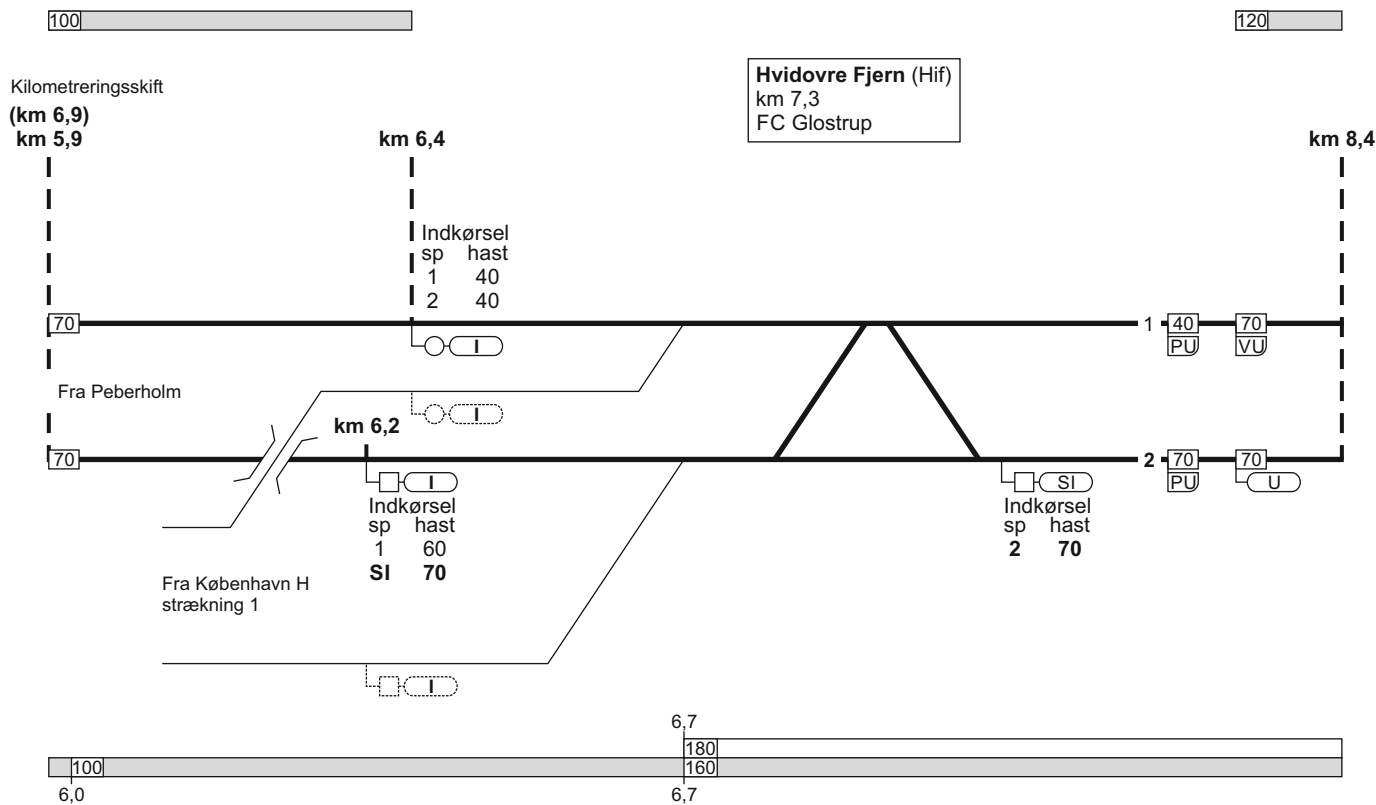 100
120
Kilometreringsskift
(km 6,9)
km 5,9
km 6,4
Hvidovre Fjern (Hif)
km 7,3
FC Glostrup
km 8,4
Indkørsel
sp hast
1 40
2 40
70
1
40
70
I
PU
VU
Fra Peberholm
I
km 6,2
70
2
70
70
I
SI
PU
U
Indkørsel
sp hast
1 60
SI 70
Indkørsel
sp hast
2 70
Fra København H
strækning 1
I
6,7
180
100
160
6,0
6,7